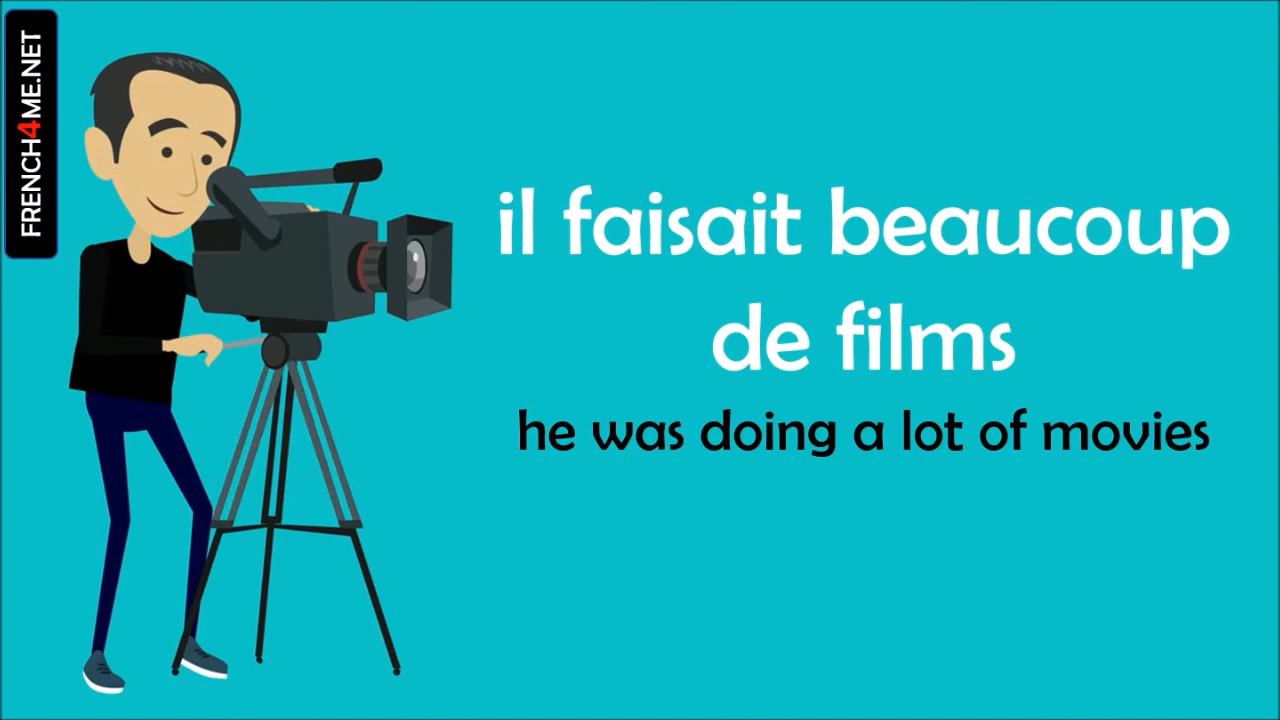 FRENCH4ME.NET
il faisait beaucoup
de films
he was doing a lot of movies